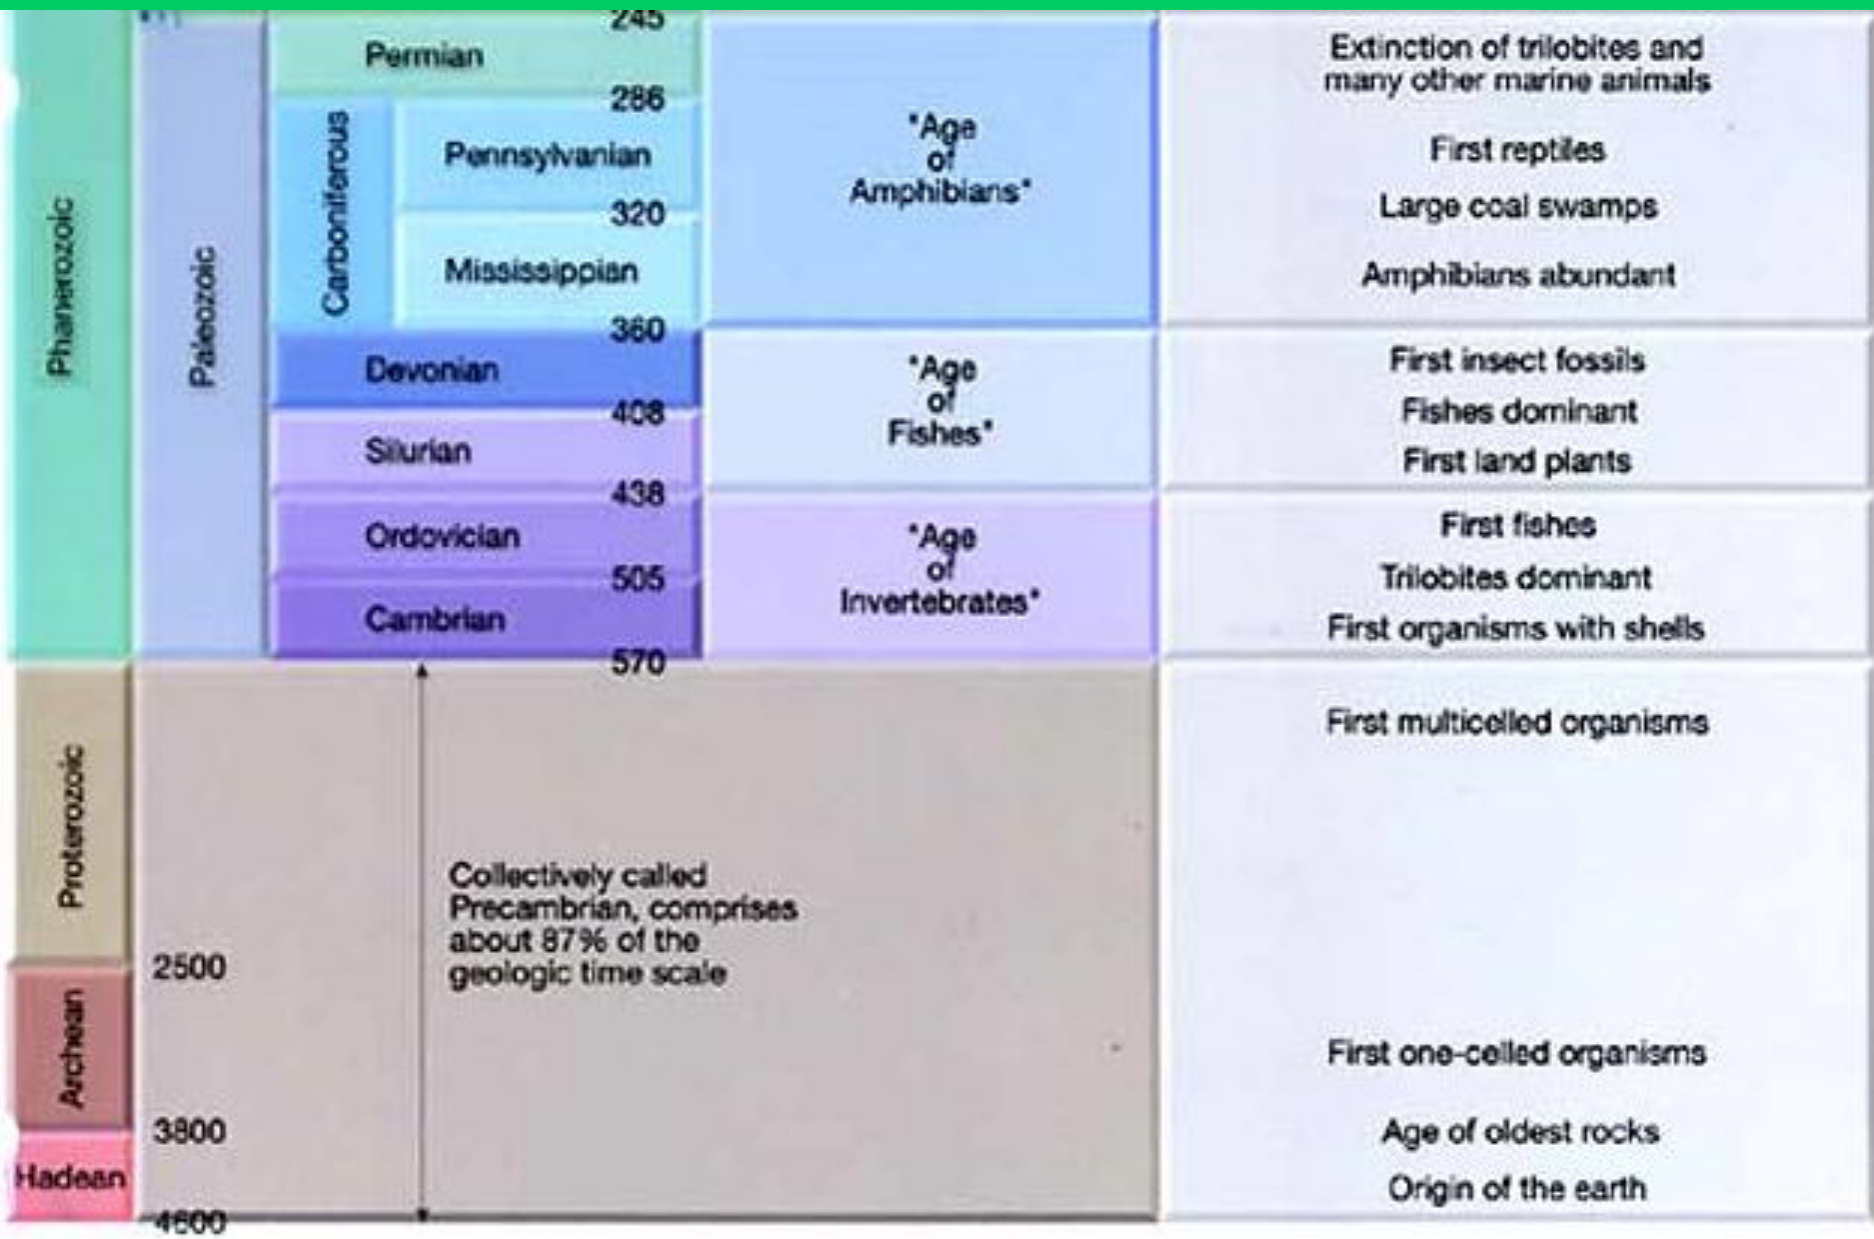 245
Permian
Extinction of trilobites and
many other marine animals
286
Carboniferous
Pennsylvanian
"Age
of
Amphibians"
First reptiles
Large coal swamps
320
Mississippian
Amphibians abundant
Phanerozoic
Paleozoic
360
Devonian
"Age
of
Fishes"
First insect fossils
Fishes dominant
408
Silurian
First land plants
438
Ordovician
"Age
of
Invertebrates"
First fishes
Trilobites dominant
505
Cambrian
First organisms with shells
570
Proterozoic
First multicelled organisms
Collectively called
Precambrian, comprises
about 87% of the
geologic time scale
2500
Archean
First one-celled organisms
3800
Age of oldest rocks
Hadean
Origin of the earth
4600